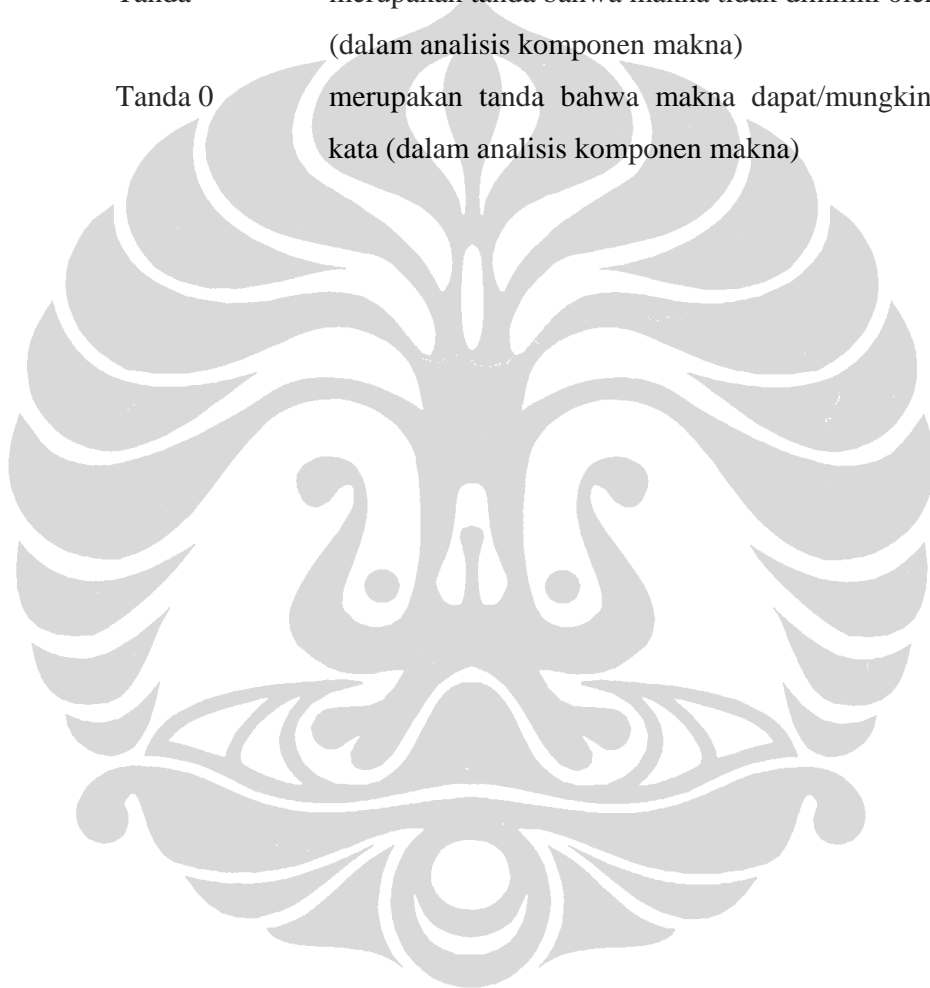 Tanda merupakan tanda bahwa makna tidak dimiliki oleh
(dalam analisis komponen makna)
Tanda 0 merupakan tanda bahwa makna dapat/mungkin
kata (dalam analisis komponen makna)